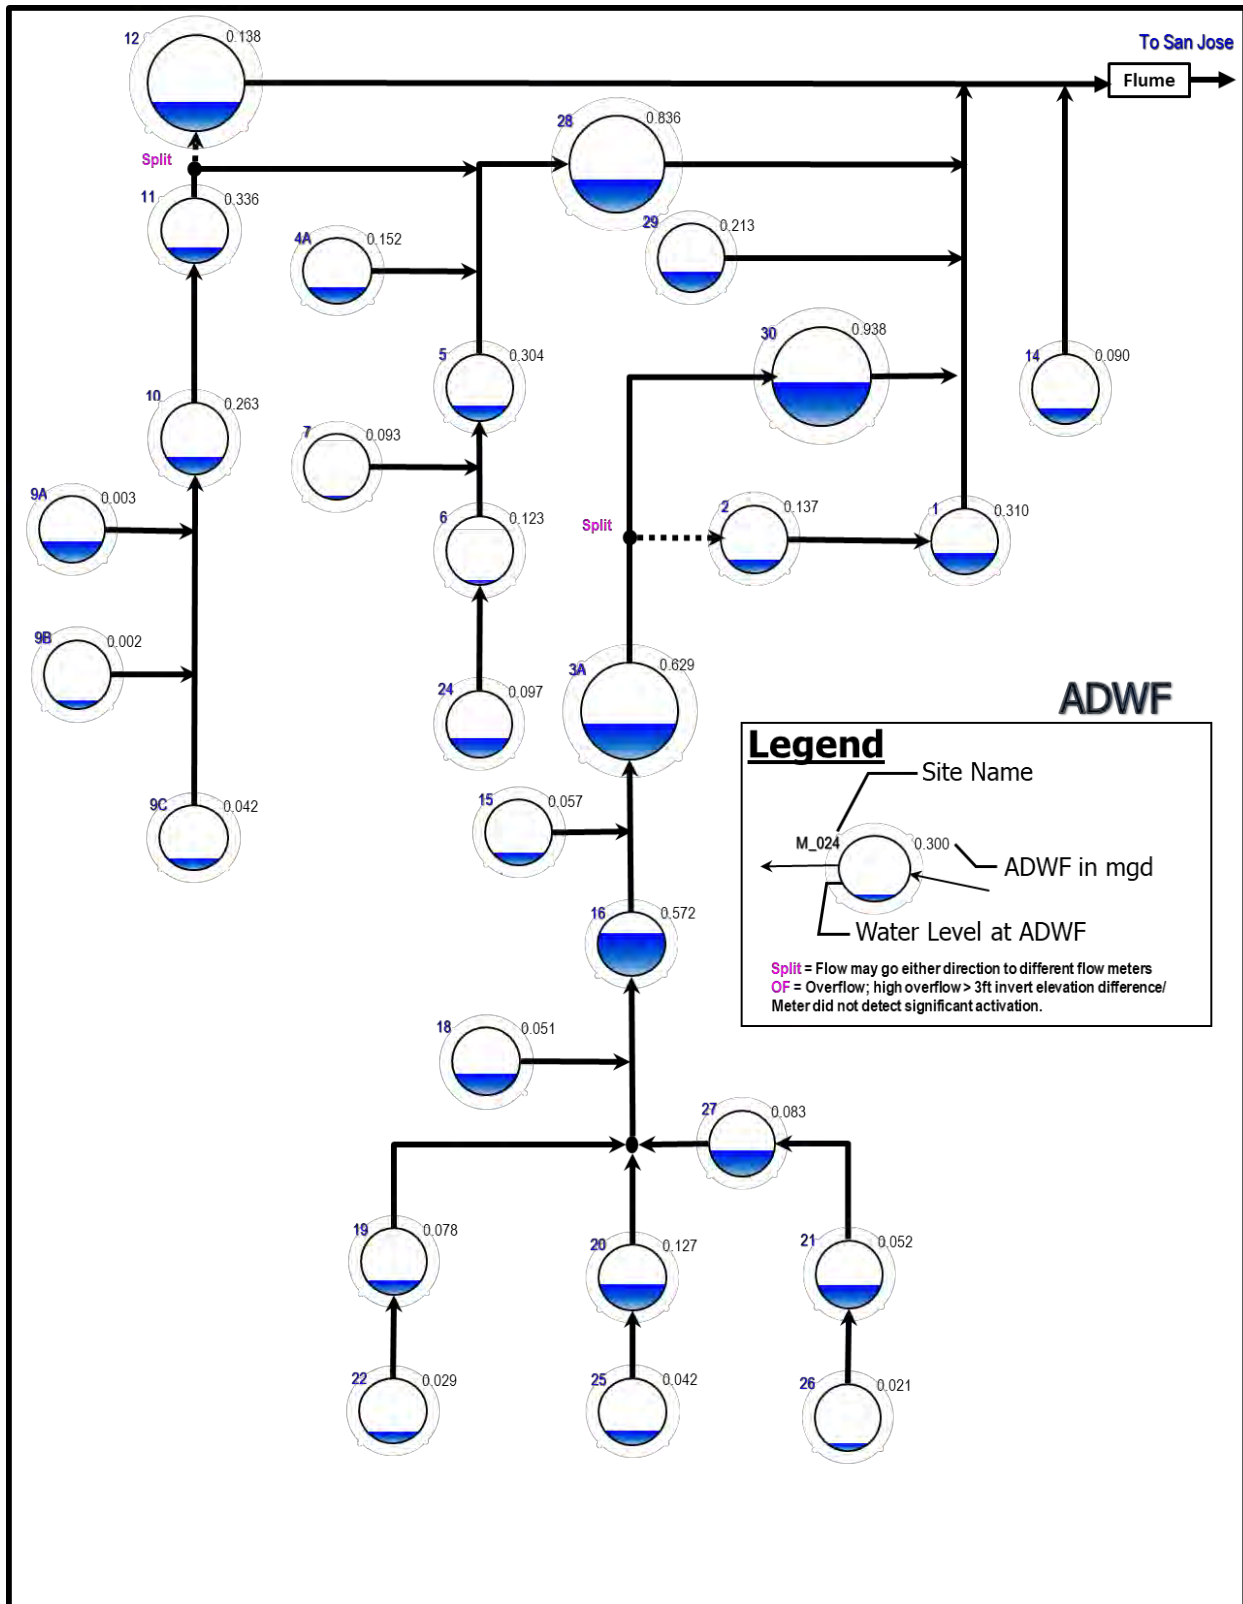 To San Jose
Flume
12
0.138
28
0.836
Split
11
0.336
4A
0.152
29
0.213
30
0.938
5
0.304
14
0.090
10
0.263
7
0.093
9A
0.003
6
0.123
Split
2
0.137
1
0.310
9B
0.002
24
0.097
3A
0.629
ADWF
9C
0.042
15
0.057
Legend
Site Name
M_024
0.300
ADWF in mgd
Water Level at ADWF
Split = Flow may go either direction to different flow meters
OF = Overflow; high overflow > 3ft invert elevation difference/
Meter did not detect significant activation.
16
0.572
18
0.051
27
0.083
19
0.078
20
0.127
21
0.052
22
0.029
25
0.042
26
0.021